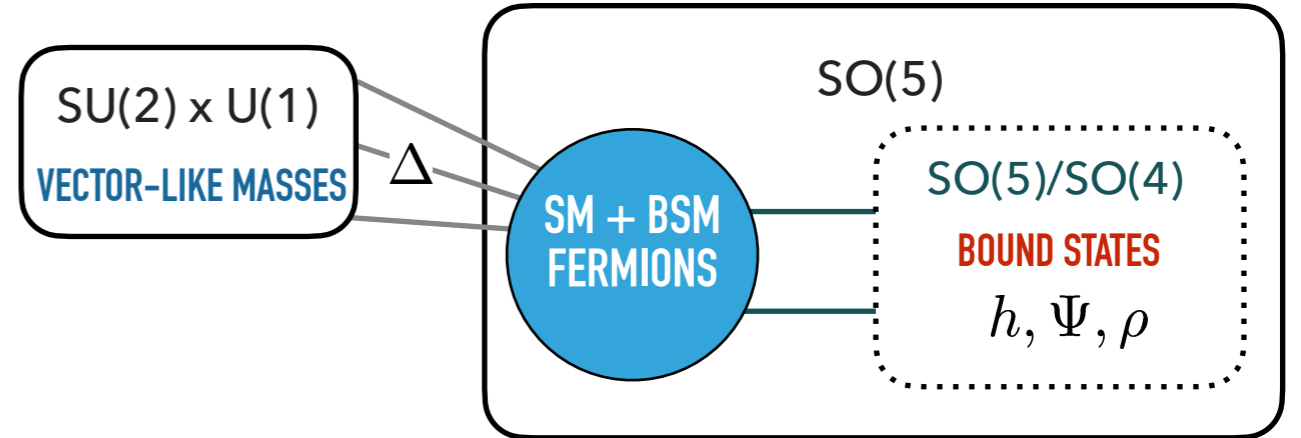 SU(2) x U(1)
VECTOR-LIKE MASSES
Δ
SM + BSM
FERMIONS
SO(5)
SO(5)/SO(4)
BOUND STATES
h, Ψ, ρ